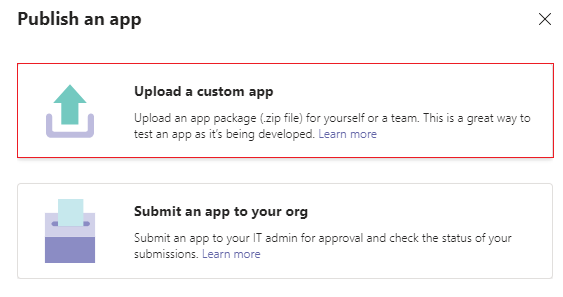 Publish an app
Upload a custom app
Upload an app package (.zip file) for yourself or a team. This is a great way to
test an app as it's being developed. Learn more
Submit an app to your org
Submit an app to your IT admin for approval and check the status of your
submissions. Learn more